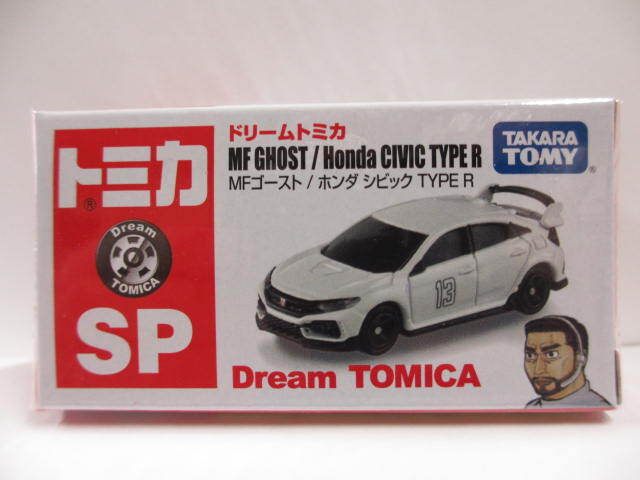 トミカ
®
Dream
TOMICA
SP
ドリームトミカ
MF GHOST / Honda CIVIC TYPE R
MFゴースト / ホンダ シビック TYPE R
TAKARA
TOMY
®
13
Dream TOMICA